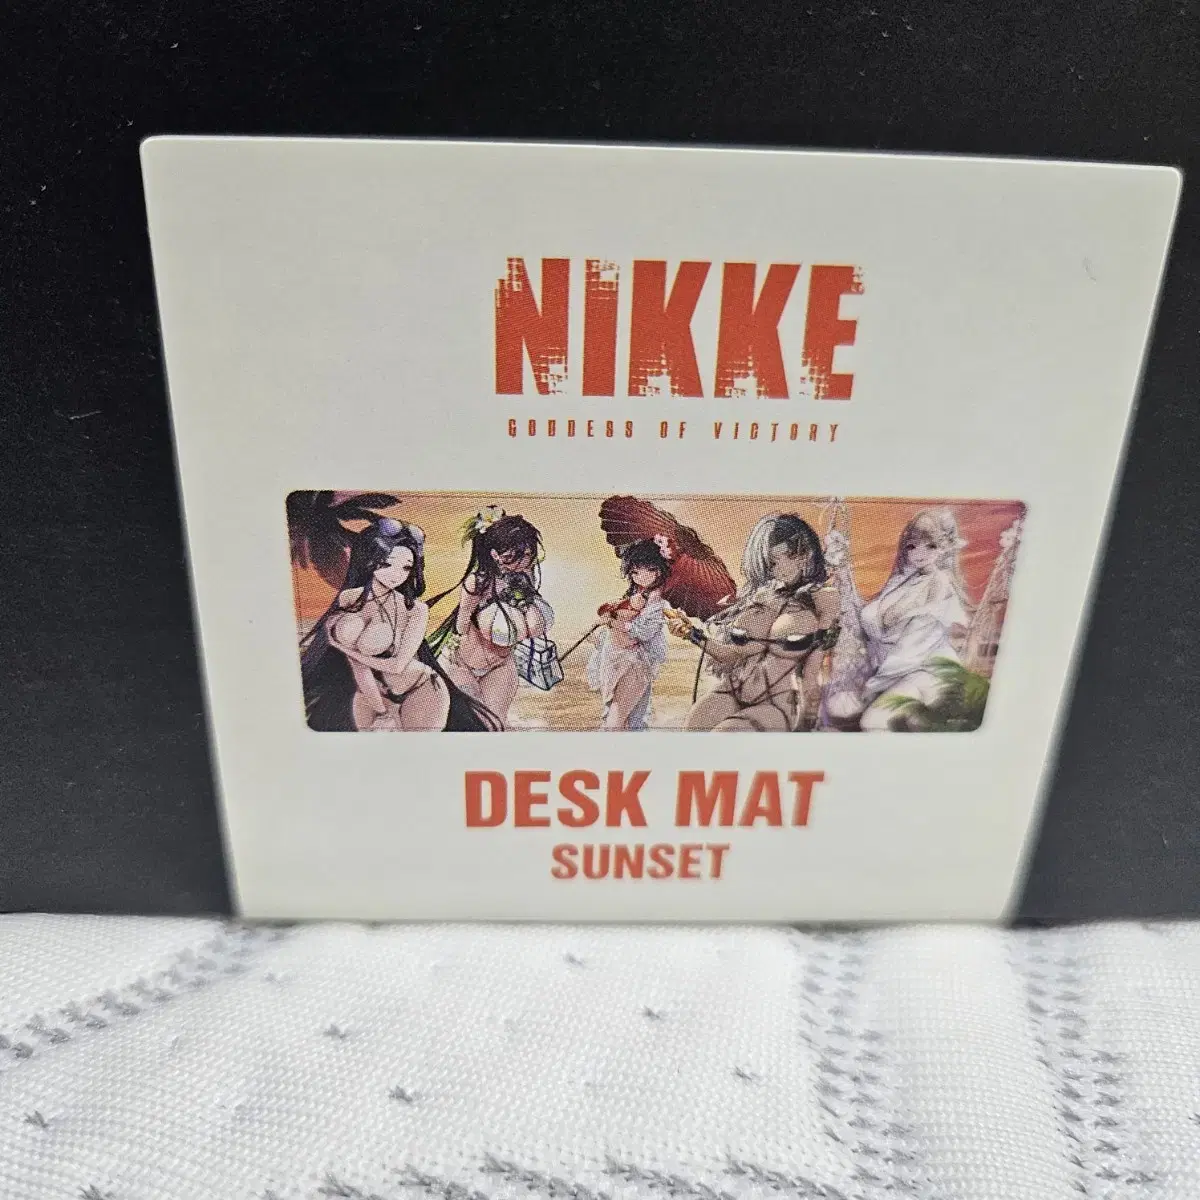 NIKKE
GODDESS OF VICTORY
DESK MAT
SUNSET